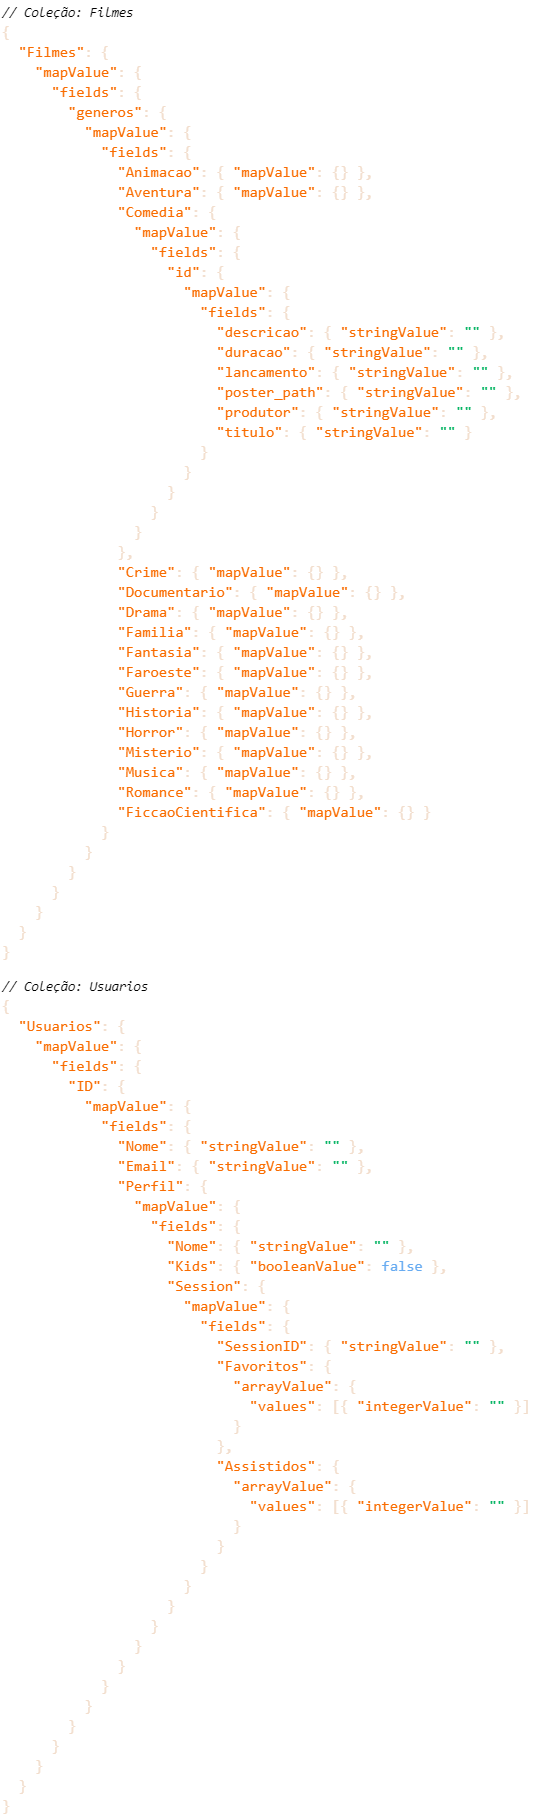 // Coleção: Filmes
{
  "Filmes": {
    "mapValue": {
      "fields": {
        "generos": {
          "mapValue": {
            "fields": {
              "Animacao": { "mapValue": {} },
              "Aventura": { "mapValue": {} },
              "Comedia": {
                "mapValue": {
                  "fields": {
                    "id": {
                      "mapValue": {
                        "fields": {
                          "descricao": { "stringValue": "" },
                          "duracao": { "stringValue": "" },
                          "lancamento": { "stringValue": "" },
                          "poster_path": { "stringValue": "" },
                          "produtor": { "stringValue": "" },
                          "titulo": { "stringValue": "" }
                        }
                      }
                    }
                  }
                }
              },
              "Crime": { "mapValue": {} },
              "Documentario": { "mapValue": {} },
              "Drama": { "mapValue": {} },
              "Familia": { "mapValue": {} },
              "Fantasia": { "mapValue": {} },
              "Faroeste": { "mapValue": {} },
              "Guerra": { "mapValue": {} },
              "Historia": { "mapValue": {} },
              "Horror": { "mapValue": {} },
              "Misterio": { "mapValue": {} },
              "Musica": { "mapValue": {} },
              "Romance": { "mapValue": {} },
              "FiccaoCientifica": { "mapValue": {} }
            }
          }
        }
      }
    }
  }
}
// Coleção: Usuarios
{
  "Usuarios": {
    "mapValue": {
      "fields": {
        "ID": {
          "mapValue": {
            "fields": {
              "Nome": { "stringValue": "" },
              "Email": { "stringValue": "" },
              "Perfil": {
                "mapValue": {
                  "fields": {
                    "Nome": { "stringValue": "" },
                    "Kids": { "booleanValue": false },
                    "Session": {
                      "mapValue": {
                        "fields": {
                          "SessionID": { "stringValue": "" },
                          "Favoritos": {
                            "arrayValue": {
                              "values": [{ "integerValue": "" }]
                            }
                          },
                          "Assistidos": {
                            "arrayValue": {
                              "values": [{ "integerValue": "" }]
                            }
                          }
                        }
                      }
                    }
                  }
                }
              }
            }
          }
        }
      }
    }
  }
}